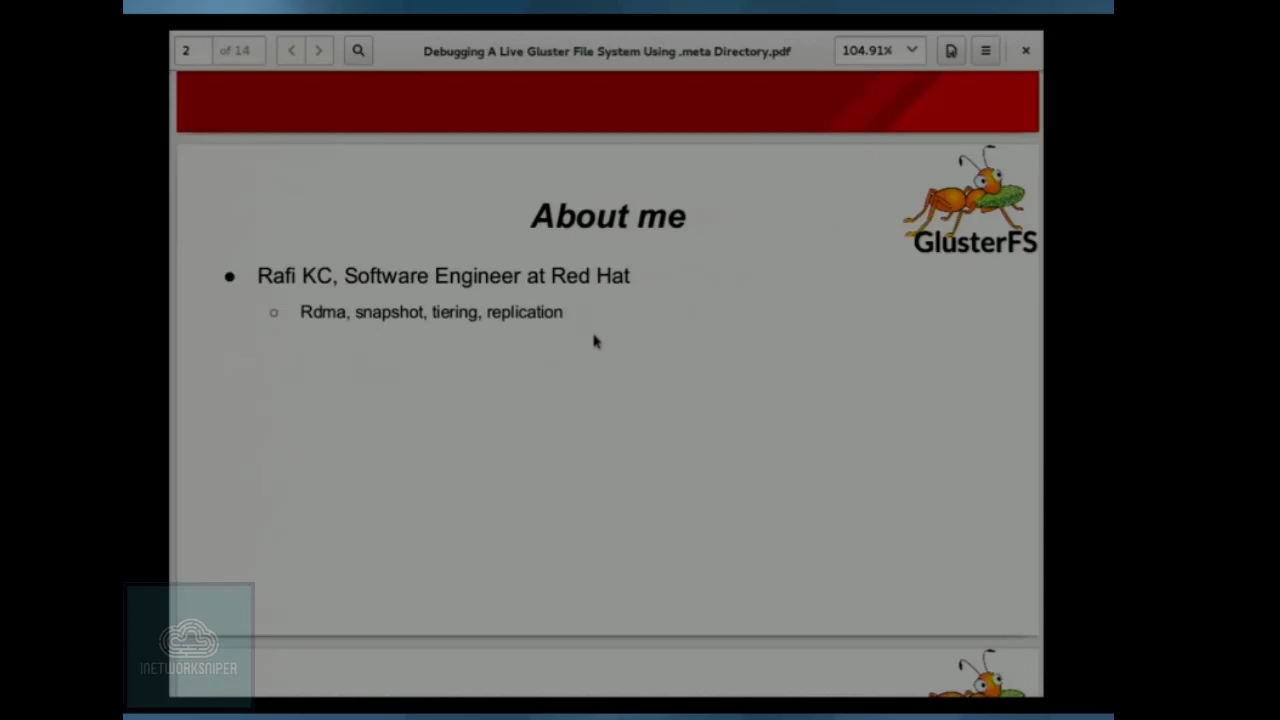 2 of 14
Debugging A Live Gluster File System Using .meta Directory.pdf
104.91%
About me
GlusterFS
● Rafi KC, Software Engineer at Red Hat
○ Rdma, snapshot, tiering, replication
INETWORKSNIPER